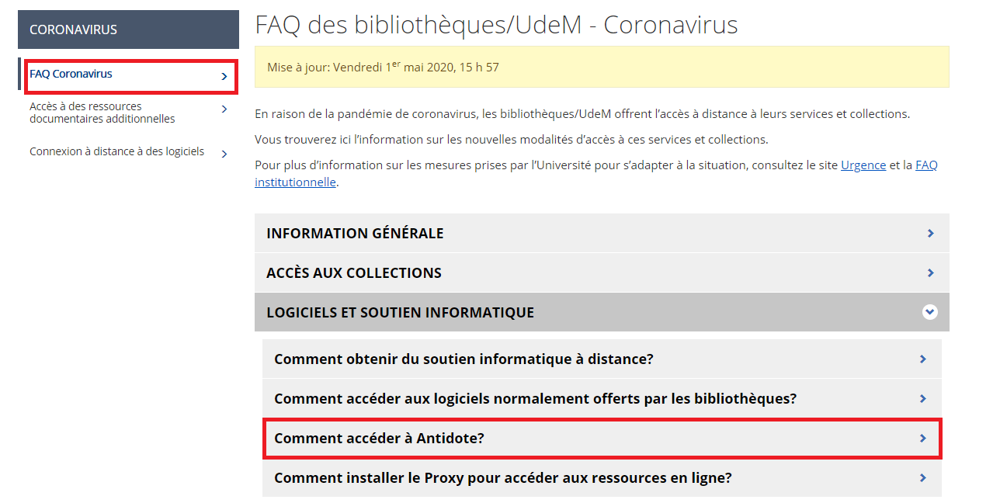 CORONAVIRUS
FAQ Coronavirus
Accès à des ressources
documentaires additionnelles
Connexion à distance à des logiciels
FAQ des bibliothèques/UdeM - Coronavirus
Mise à jour: Vendredi 1er mai 2020, 15 h 57
En raison de la pandémie de coronavirus, les bibliothèques/UdeM offrent l’accès à distance à leurs services et collections.
Vous trouverez ici l’information sur les nouvelles modalités d’accès à ces services et collections.
Pour plus d’information sur les mesures prises par l’Université pour s’adapter à la situation, consultez le site Urgence et la FAQ
institutionnelle.
INFORMATION GÉNÉRALE
ACCÈS AUX COLLECTIONS
LOGICIELS ET SOUTIEN INFORMATIQUE
Comment obtenir du soutien informatique à distance?
Comment accéder aux logiciels normalement offerts par les bibliothèques?
Comment accéder à Antidote?
Comment installer le Proxy pour accéder aux ressources en ligne?